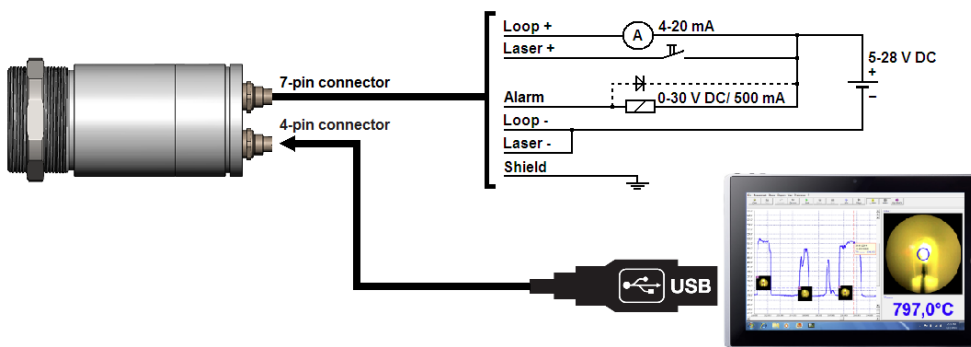 Loop +
4-20 mA
A
Laser +
5-28 V DC
+
7-pin connector
Alarm
0-30 V DC/ 500 mA
−
4-pin connector
Loop -
Laser -
Shield
USB
797,0°C